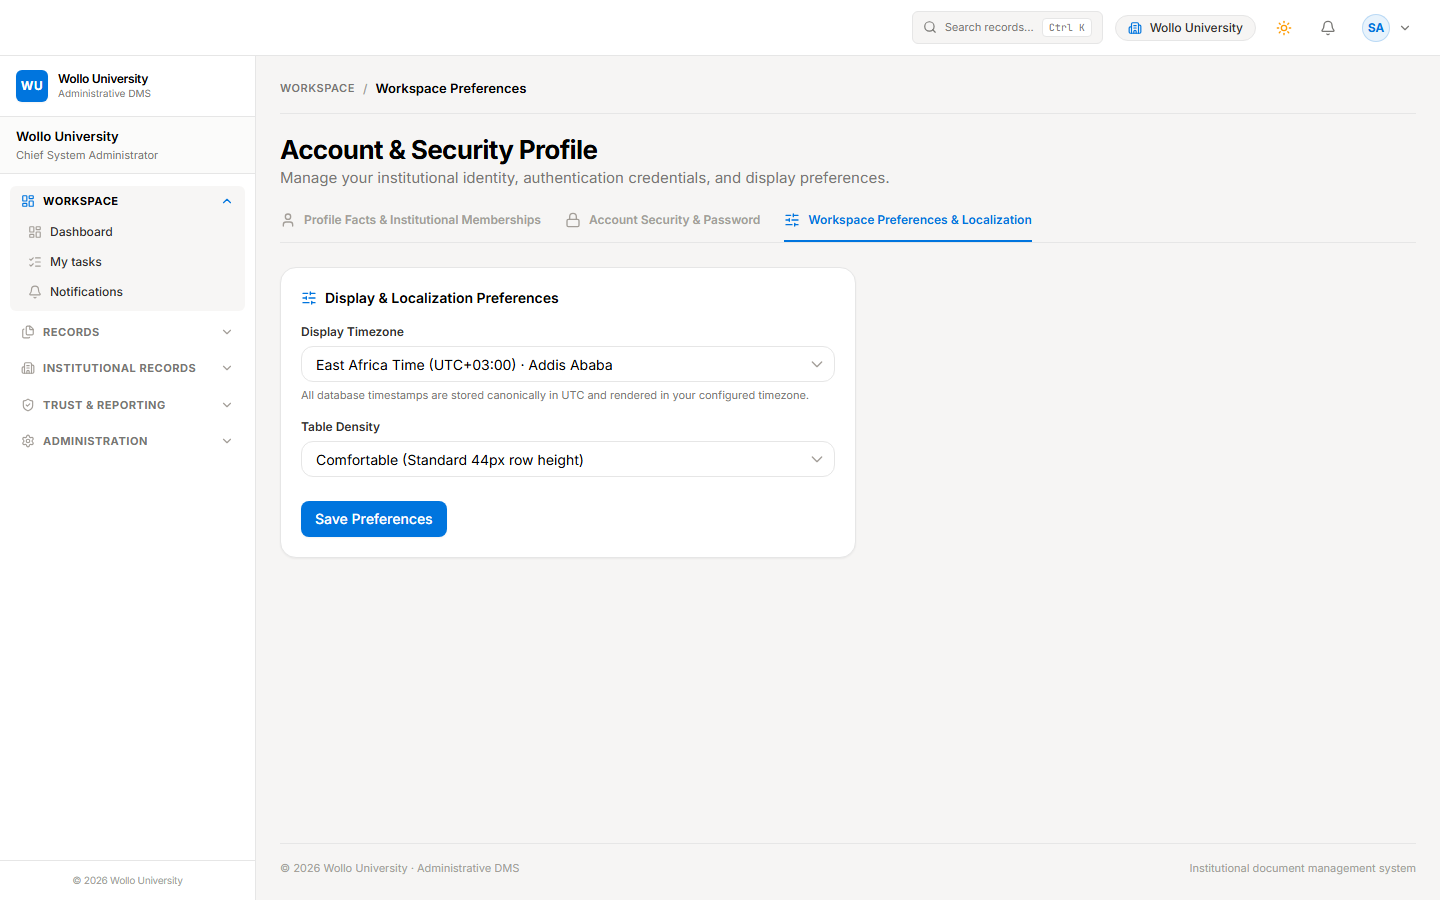 Search records... Ctrl K
Wollo University
SA
WU
Wollo University
Administrative DMS
Wollo University
Chief System Administrator
WORKSPACE
Dashboard
My tasks
Notifications
RECORDS
INSTITUTIONAL RECORDS
TRUST & REPORTING
ADMINISTRATION
© 2026 Wollo University
WORKSPACE / Workspace Preferences
Account & Security Profile
Manage your institutional identity, authentication credentials, and display preferences.
Profile Facts & Institutional Memberships
Account Security & Password
Workspace Preferences & Localization
Display & Localization Preferences
Display Timezone
East Africa Time (UTC+03:00) · Addis Ababa
All database timestamps are stored canonically in UTC and rendered in your configured timezone.
Table Density
Comfortable (Standard 44px row height)
Save Preferences
© 2026 Wollo University · Administrative DMS
Institutional document management system